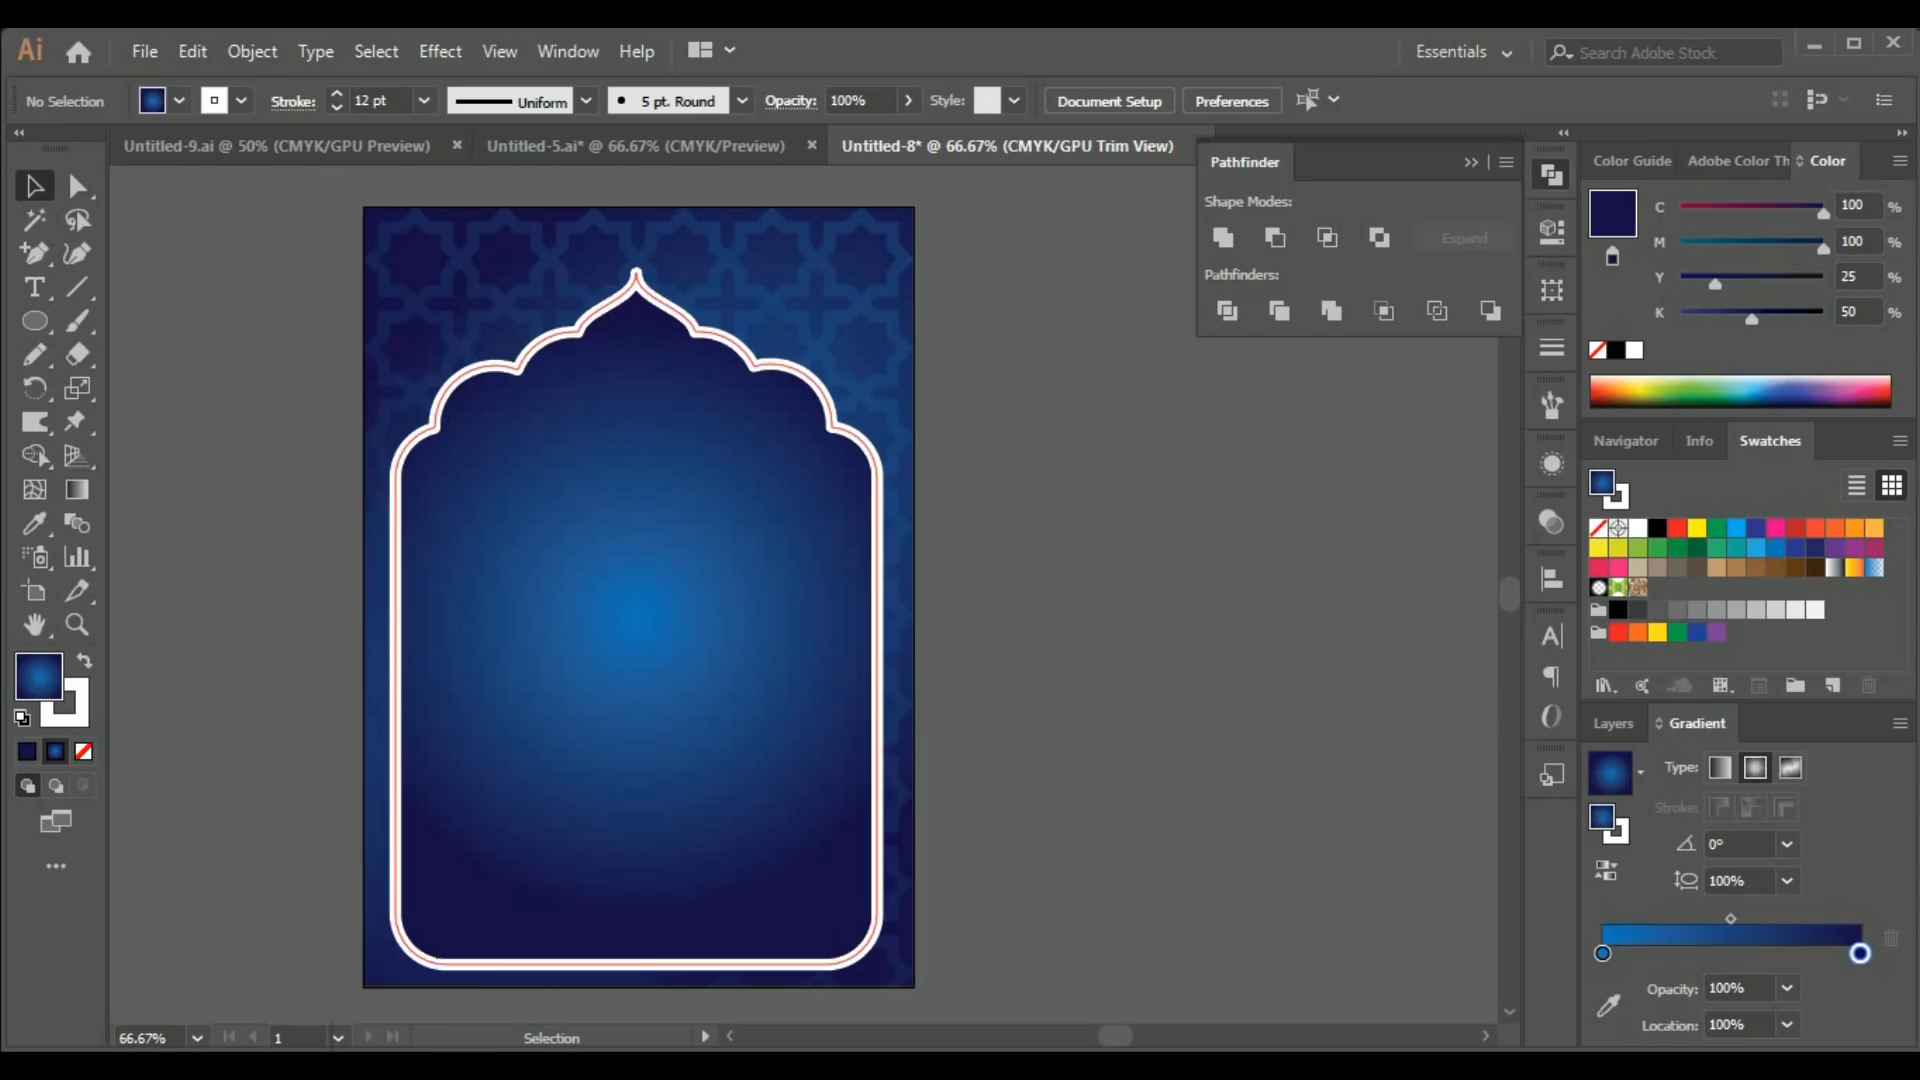 Ai File Edit Object Type Select Effect View Window Help Essentials Search Adobe Stock
No Selection Stroke: 12 pt Uniform 5 pt. Round Opacity: 100% Style: Document Setup Preferences
Untitled-9.ai @ 50% (CMYK/GPU Preview) Untitled-5.ai* @ 66.67% (CMYK/Preview) Untitled-8* @ 66.67% (CMYK/GPU Trim View)
Pathfinder
Shape Modes:
Expand
Pathfinders:
Color Guide Adobe Color Th Color
C 100 %
M 100 %
Y 25 %
K 50 %
Navigator Info Swatches
Layers Gradient
Type:
Stroke:
0°
100%
Opacity: 100%
Location: 100%
66.67% 1 Selection